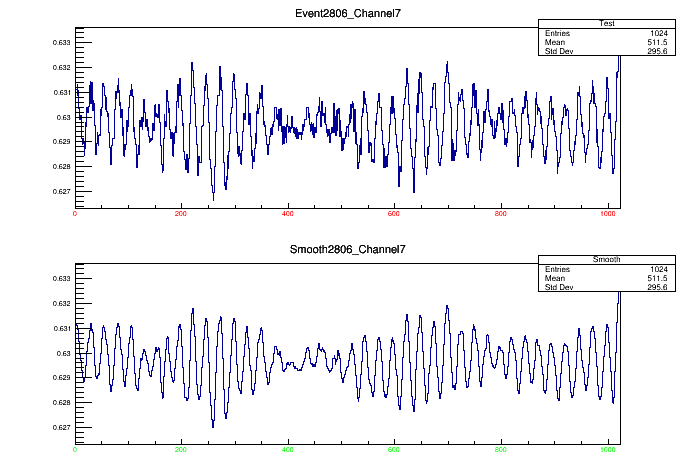 Event2806_Channel7
Test
Entries 1024
Mean 511.5
Std Dev 295.6
0.633
0.632
0.631
0.63
0.629
0.628
0.627
0 200 400 600 800 1000
Smooth2806_Channel7
Smooth
Entries 1024
Mean 511.5
Std Dev 295.6
0.633
0.632
0.631
0.63
0.629
0.628
0.627
0 200 400 600 800 1000